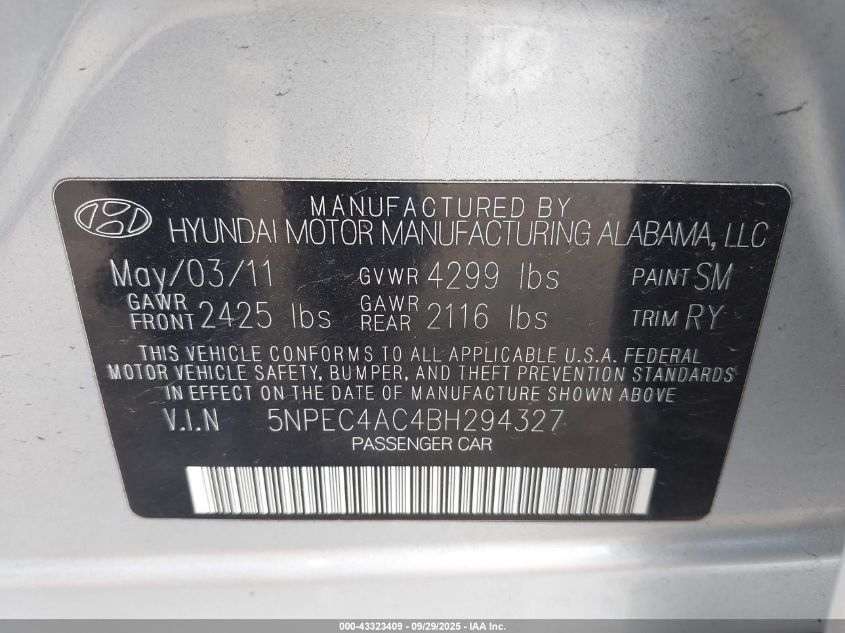 MANUFACTURED BY
HYUNDAI MOTOR MANUFACTURING ALABAMA, LLC
May/03/11 GVWR 4299 lbs PAINT SM
GAWR FRONT 2425 lbs GAWR REAR 2116 lbs TRIM RY
THIS VEHICLE CONFORMS TO ALL APPLICABLE U.S.A. FEDERAL
MOTOR VEHICLE SAFETY, BUMPER, AND THEFT PREVENTION STANDARDS
IN EFFECT ON THE DATE OF MANUFACTURE SHOWN ABOVE
V.I.N 5NPEC4AC4BH294327
PASSENGER CAR
000-43323409 - 09/29/2025 - IAA Inc.